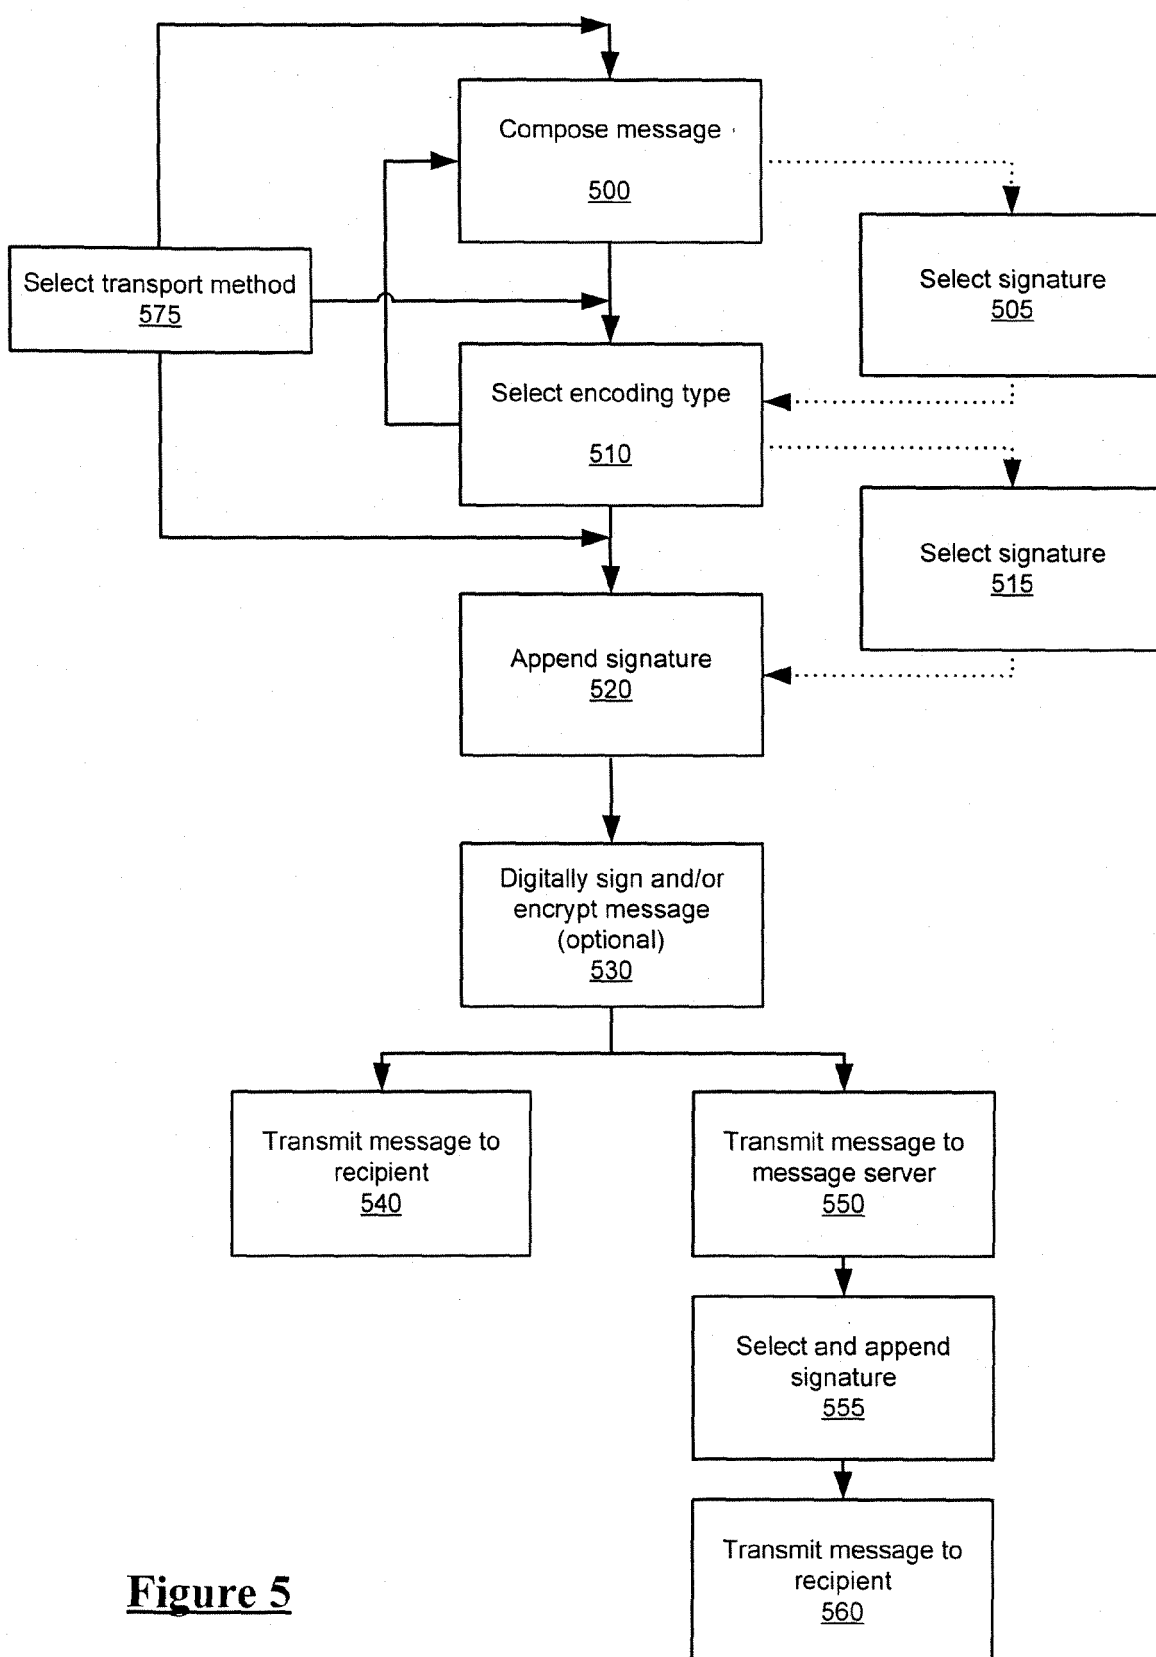 Compose message
500
Select transport method
575
Select signature
505
Select encoding type
510
Select signature
515
Append signature
520
Digitally sign and/or
encrypt message
(optional)
530
Transmit message to
recipient
540
Transmit message to
message server
550
Select and append
signature
555
Transmit message to
recipient
560
Figure 5